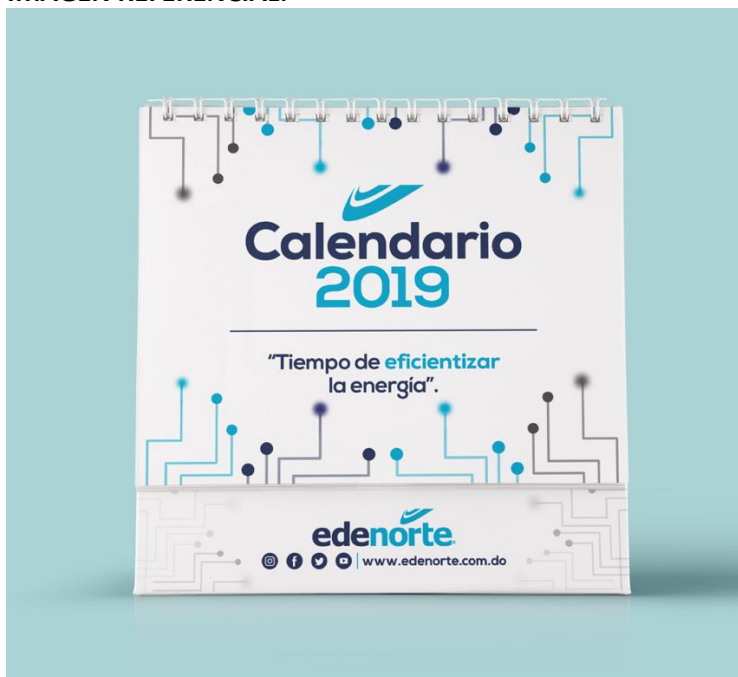 Calendario
2019
“Tiempo de eficientizar
la energía”.
edenorte
www.edenorte.com.do